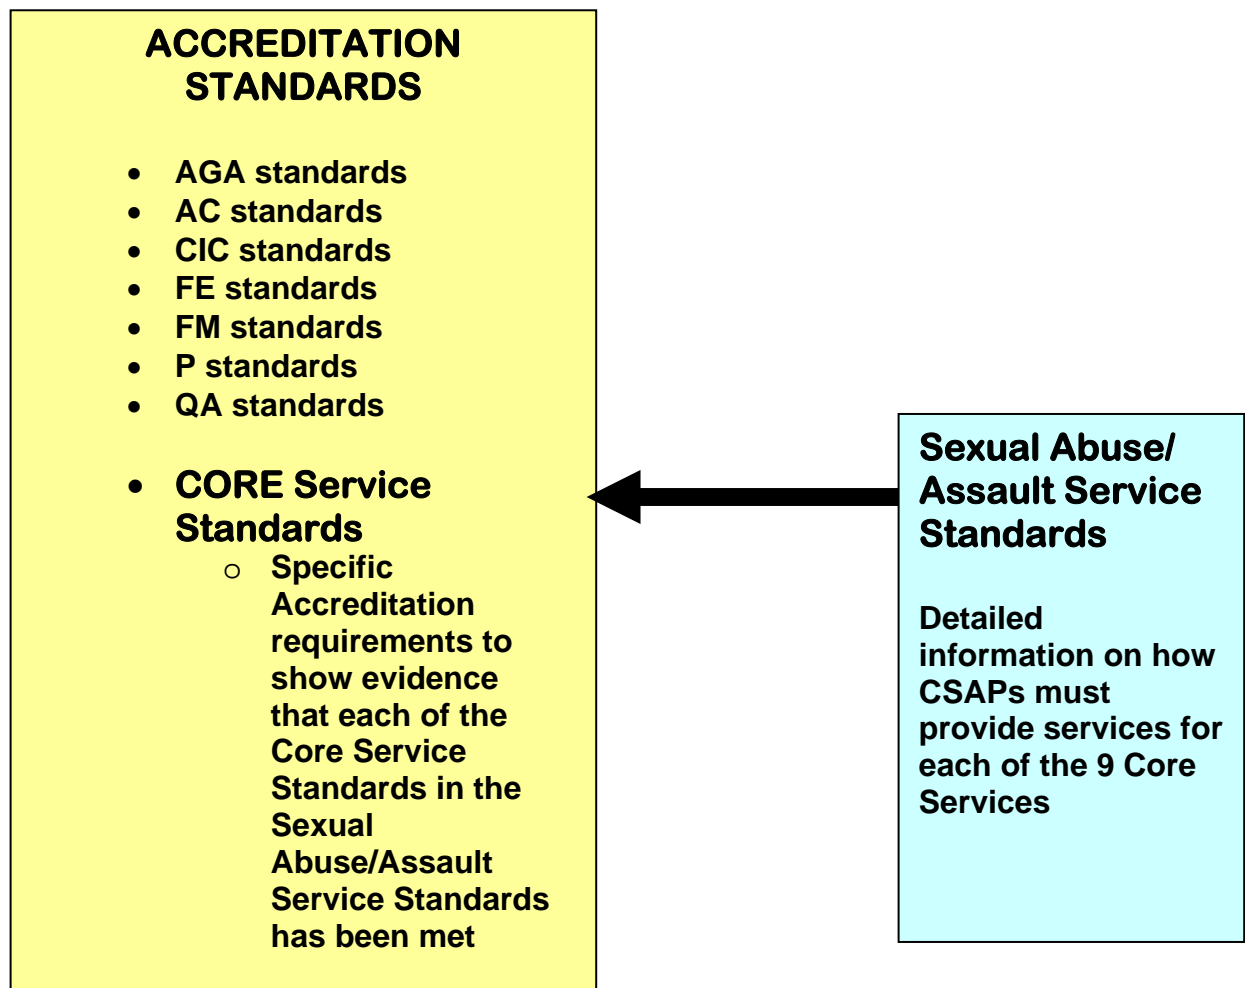 ACCREDITATION
STANDARDS
• AGA standards
• AC standards
• CIC standards
• FE standards
• FM standards
• P standards
• QA standards
• CORE Service
Standards
o Specific
Accreditation
requirements to
show evidence
that each of the
Core Service
Standards in the
Sexual
Abuse/Assault
Service Standards
has been met
Sexual Abuse/
Assault Service
Standards
Detailed
information on how
CSAPs must
provide services for
each of the 9 Core
Services